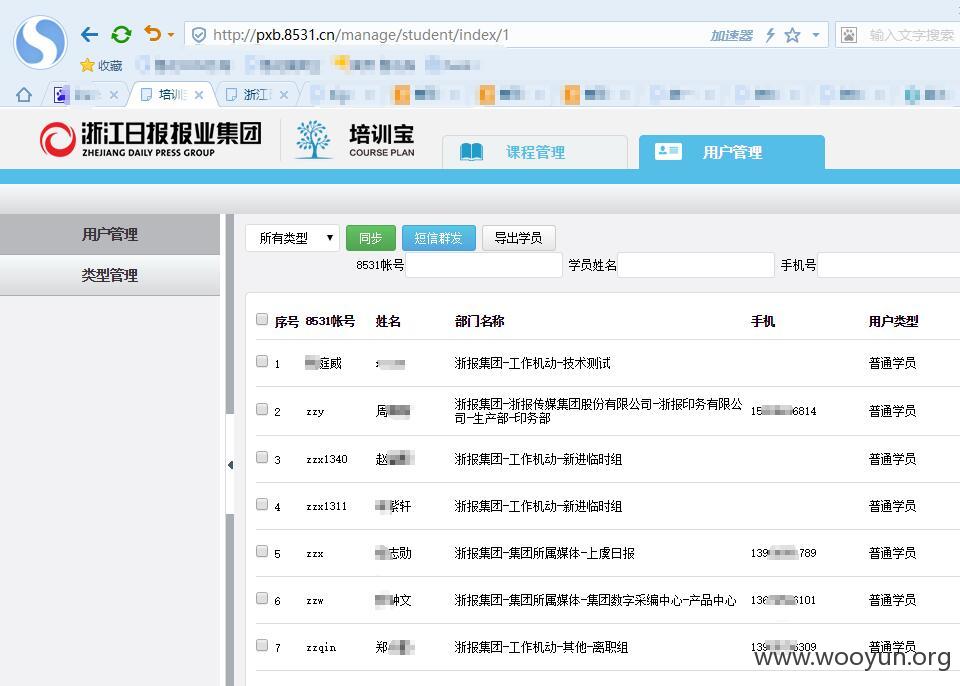 http://pxb.8531.cn/manage/student/index/1
加速器
输入文字搜索
收藏
培训
浙江
浙江日报报业集团
ZHEJIANG DAILY PRESS GROUP
培训宝
COURSE PLAN
课程管理
用户管理
用户管理
类型管理
所有类型
同步
短信群发
导出学员
8531帐号
学员姓名
手机号
序号 8531帐号 姓名 部门名称 手机 用户类型
1 庭威 浙报集团-工作机动-技术测试 普通学员
2 zzy 周 浙报集团-浙报传媒集团股份有限公司-浙报印务有限公
司-生产部-印务部 15 6814 普通学员
3 zzx1340 赵 浙报集团-工作机动-新进临时组 普通学员
4 zzx1311 紫轩 浙报集团-工作机动-新进临时组 普通学员
5 zzx 志勋 浙报集团-集团所属媒体-上虞日报 139 789 普通学员
6 zzw 钟文 浙报集团-集团所属媒体-集团数字采编中心-产品中心 136 6101 普通学员
7 zzqin 郑 浙报集团-工作机动-其他-离职组 139 6309 普通学员
www.wooyun.org